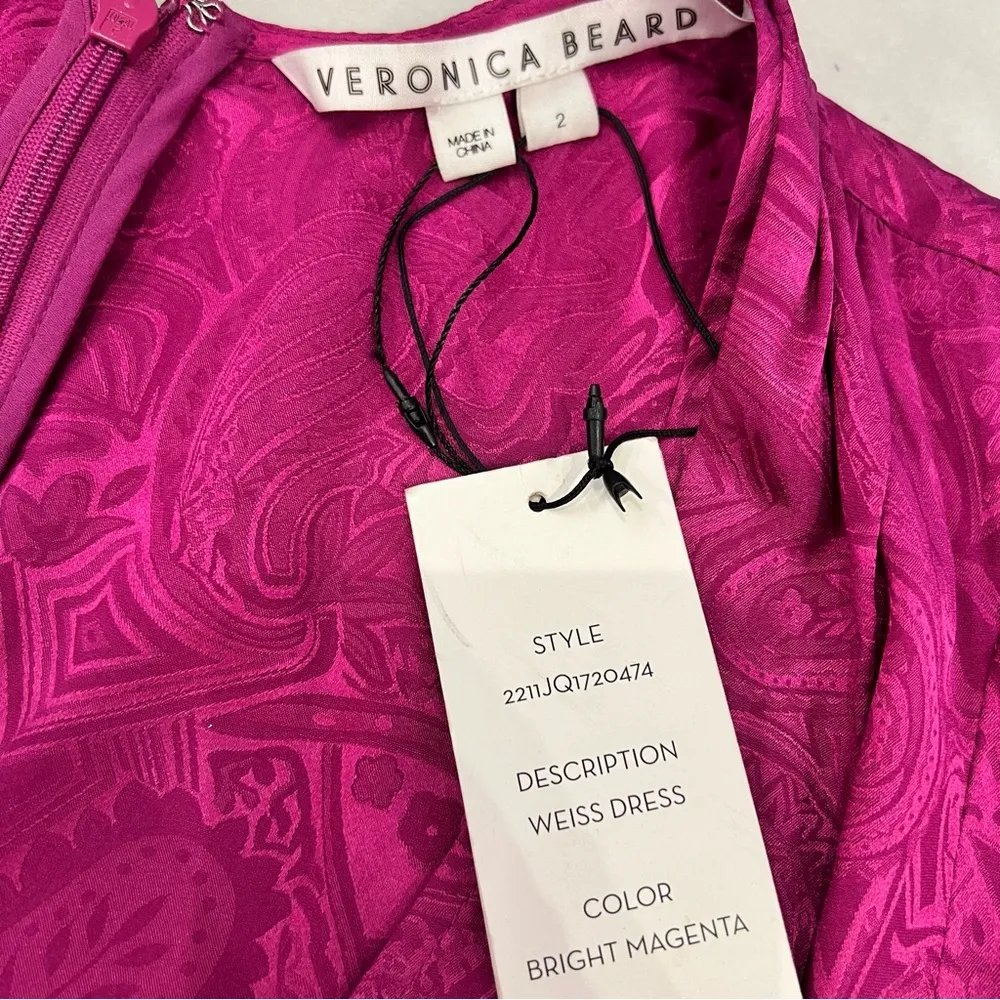 VERONICA BEARD
MADE IN
CHINA
2
STYLE
2211JQ1720474
DESCRIPTION
WEISS DRESS
COLOR
BRIGHT MAGENTA